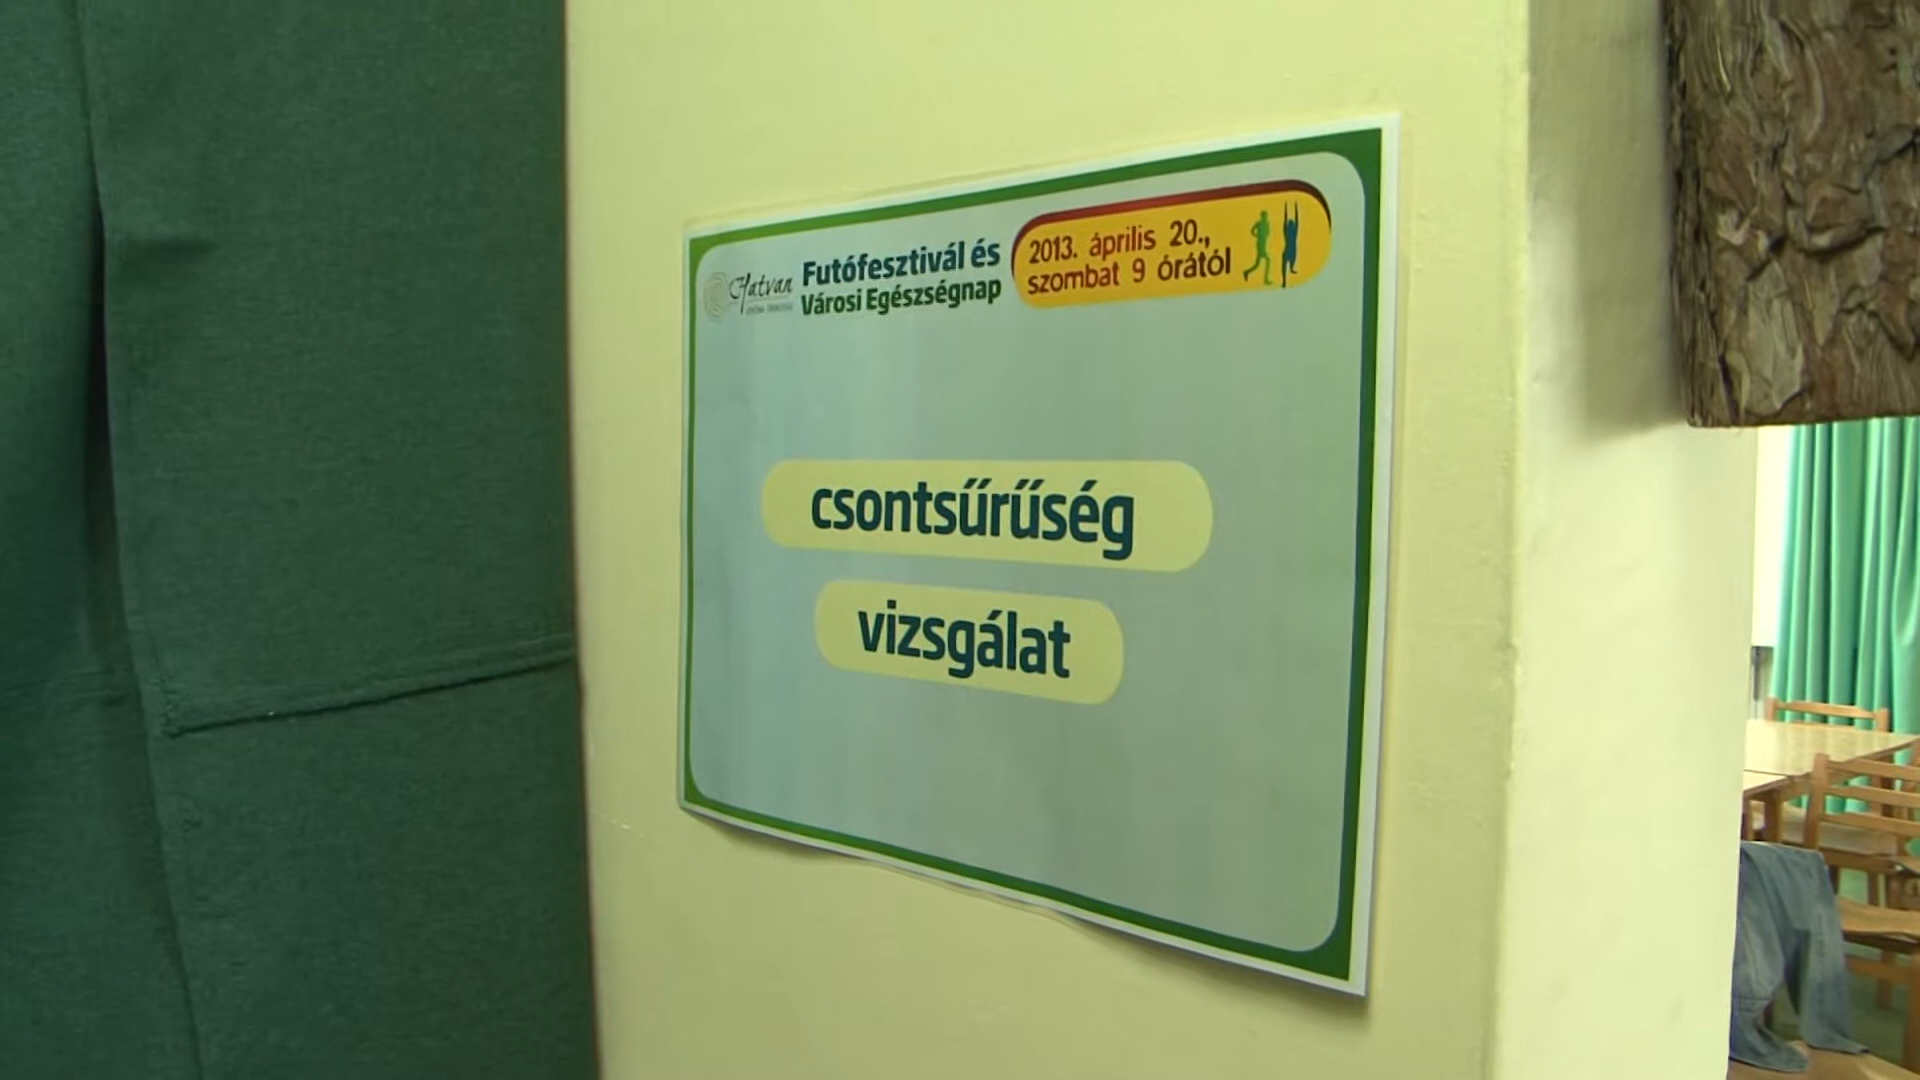 Hatvan
Futófesztivál és
Városi Egészségnap
2013. április 20.,
szombat 9 órától
csontsűrűség
vizsgálat